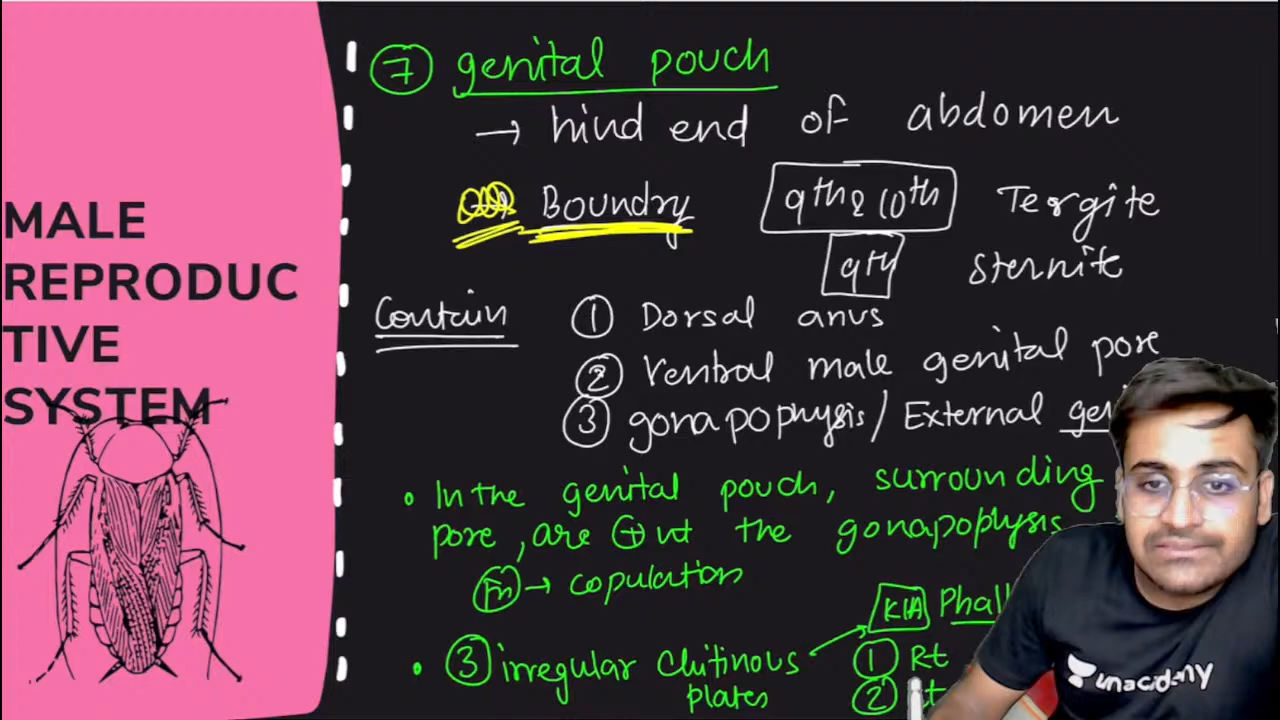 MALE
REPRODUC
TIVE
SYSTEM
7 genital pouch
→ hind end of abdomen
Boundry 9th & 10th Tergite
9th sternite
Contain 1 Dorsal anus
2 Ventral male genital pore
3 gonapophysis / External
• In the genital pouch, surrounding
pore, are ⊕nt the gonapophysis
Fn → copulation
• 3 irregular chitinous plates
KIA Phall
1 Rt
2
unacademy